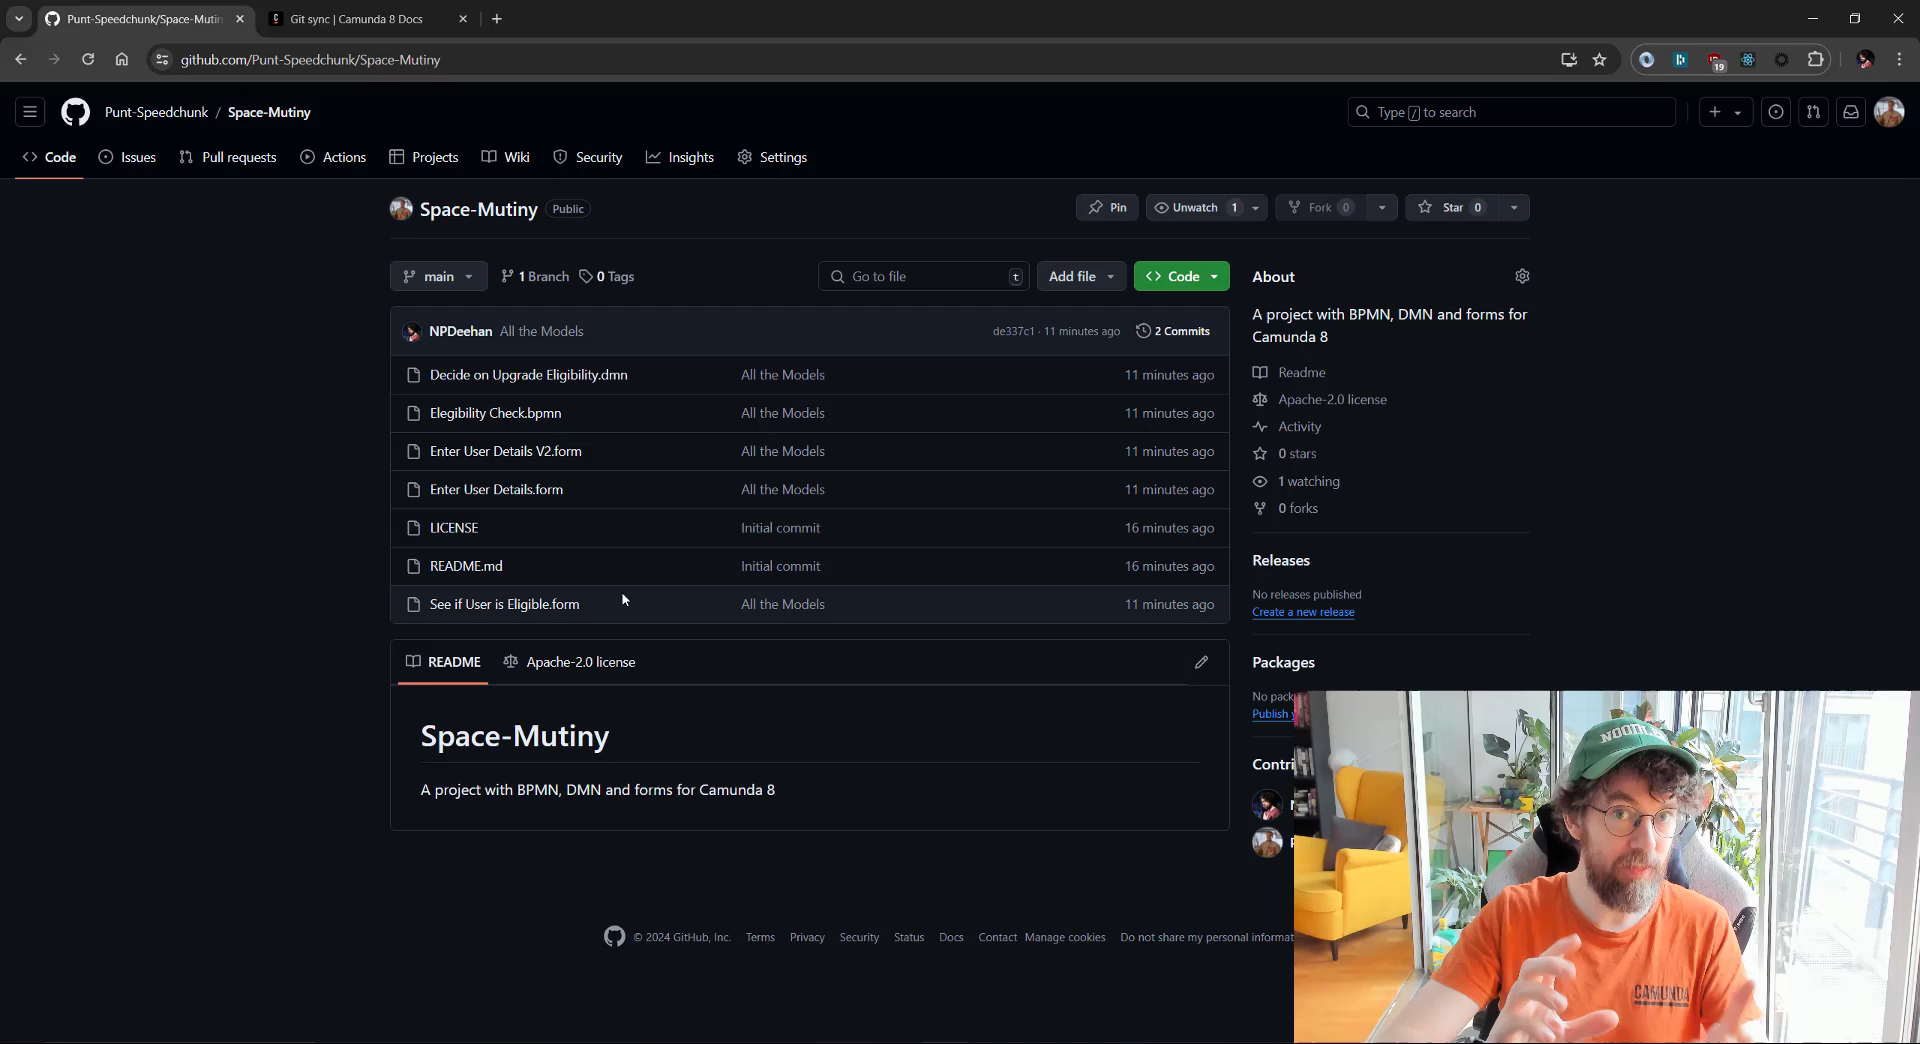 Punt-Speedchunk/Space-Mutin
Git sync | Camunda 8 Docs
github.com/Punt-Speedchunk/Space-Mutiny
19
Punt-Speedchunk / Space-Mutiny
Type / to search
Code
Issues
Pull requests
Actions
Projects
Wiki
Security
Insights
Settings
Space-Mutiny Public
Pin
Unwatch 1
Fork 0
Star 0
main
1 Branch
0 Tags
Go to file t
Add file
<> Code
NPDeehan All the Models de337c1 · 11 minutes ago 2 Commits
Decide on Upgrade Eligibility.dmn All the Models 11 minutes ago
Elegibility Check.bpmn All the Models 11 minutes ago
Enter User Details V2.form All the Models 11 minutes ago
Enter User Details.form All the Models 11 minutes ago
LICENSE Initial commit 16 minutes ago
README.md Initial commit 16 minutes ago
See if User is Eligible.form All the Models 11 minutes ago
README
Apache-2.0 license
Space-Mutiny
A project with BPMN, DMN and forms for Camunda 8
About
A project with BPMN, DMN and forms for
Camunda 8
Readme
Apache-2.0 license
Activity
0 stars
1 watching
0 forks
Releases
No releases published
Create a new release
Packages
No pack
Publish
Contri
NOODLE
CAMUNDA
© 2024 GitHub, Inc. Terms Privacy Security Status Docs Contact Manage cookies Do not share my personal informat